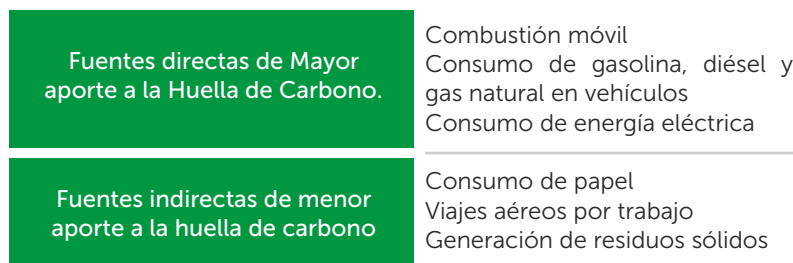 Fuentes directas de Mayor
aporte a la Huella de Carbono.
Combustión móvil
Consumo de gasolina, diésel y
gas natural en vehículos
Consumo de energía eléctrica
Fuentes indirectas de menor
aporte a la huella de carbono
Consumo de papel
Viajes aéreos por trabajo
Generación de residuos sólidos